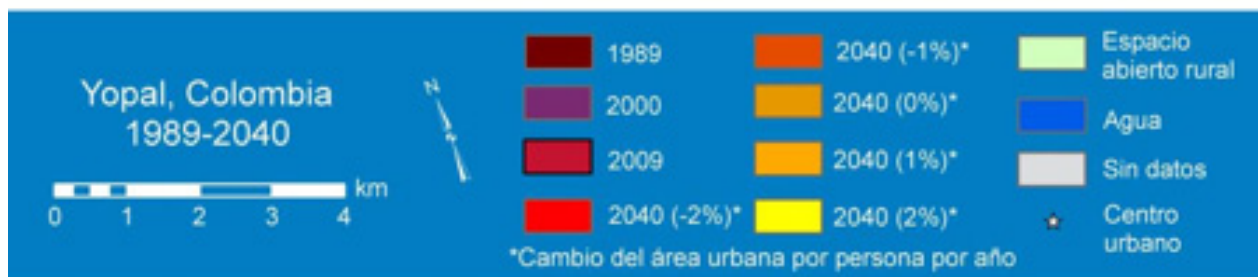 Yopal, Colombia
1989-2040
N
km
0 1 2 3 4
1989
2000
2009
2040 (-2%)*
2040 (-1%)*
2040 (0%)*
2040 (1%)*
2040 (2%)*
Espacio
abierto rural
Agua
Sin datos
Centro
urbano
*Cambio del área urbana por persona por año